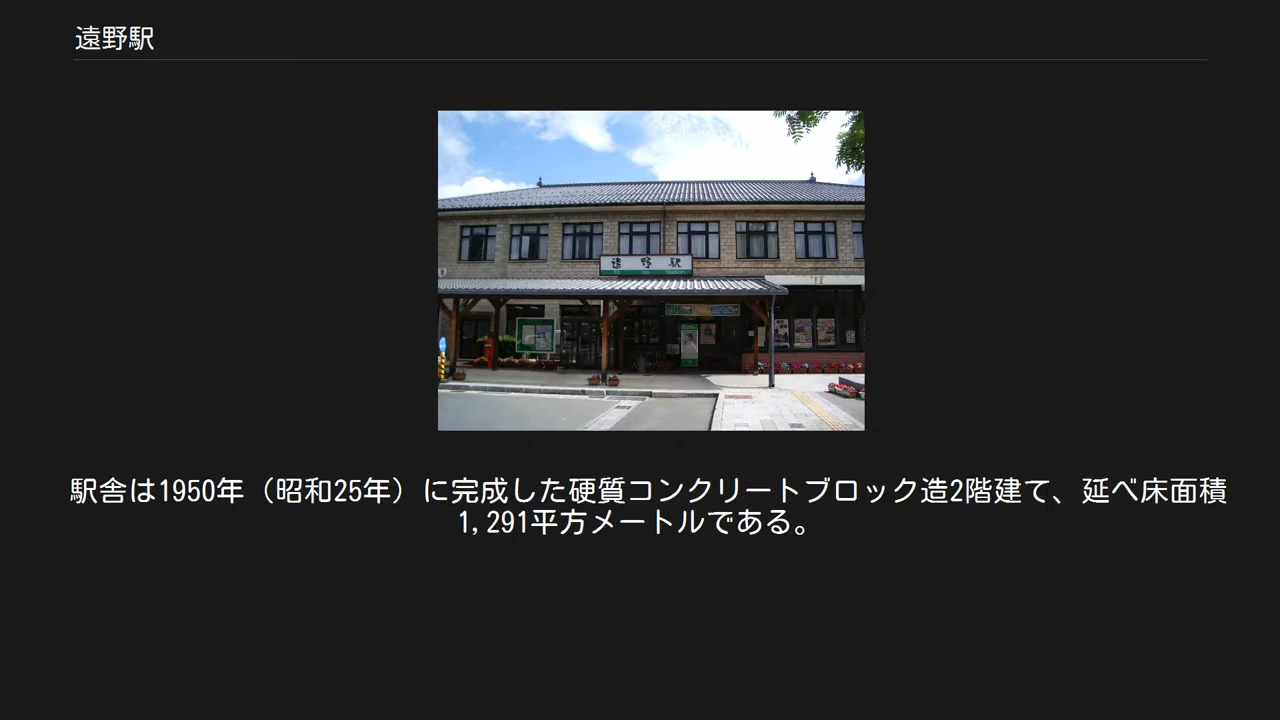 遠野駅
遠野駅
Tō no Station
駅舎は1950年（昭和25年）に完成した硬質コンクリートブロック造2階建て、延べ床面積
1,291平方メートルである。